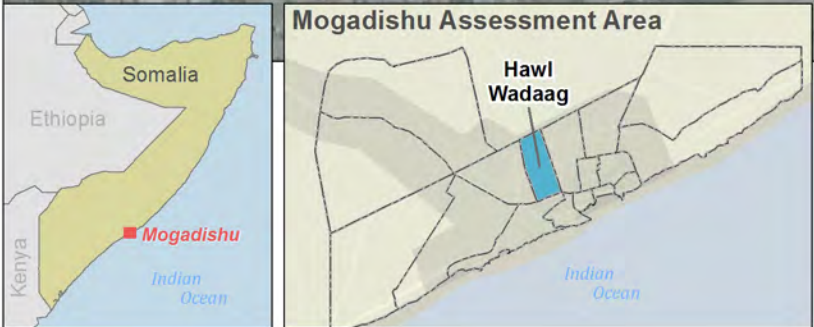 Somalia
Ethiopia
Kenya
Mogadishu
Indian
Ocean
Mogadishu Assessment Area
Hawl
Wadaag
Indian
Ocean